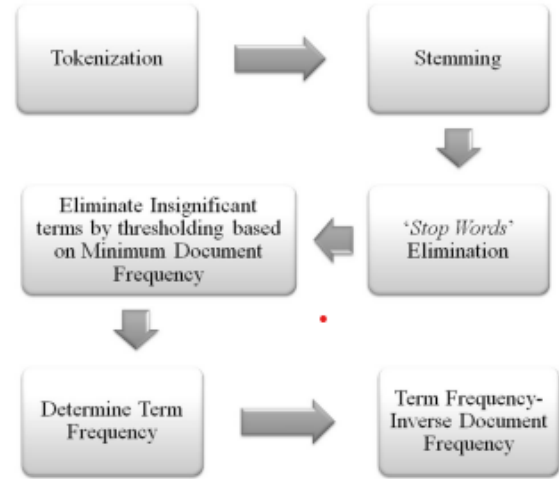 Tokenization
Stemming
'Stop Words'
Elimination
Eliminate Insignificant
terms by thresholding based
on Minimum Document
Frequency
Determine Term
Frequency
Term Frequency-
Inverse Document
Frequency